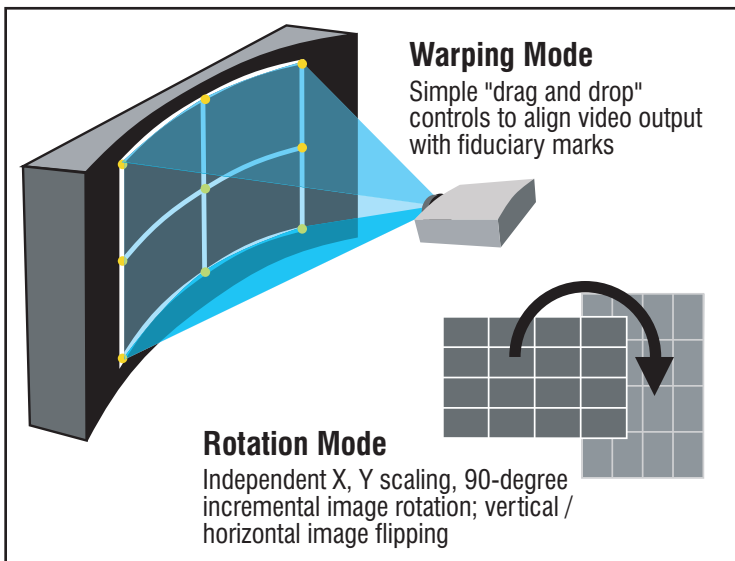 Warping Mode
Simple "drag and drop"
controls to align video output
with fiduciary marks
Rotation Mode
Independent X, Y scaling, 90-degree
incremental image rotation; vertical /
horizontal image flipping